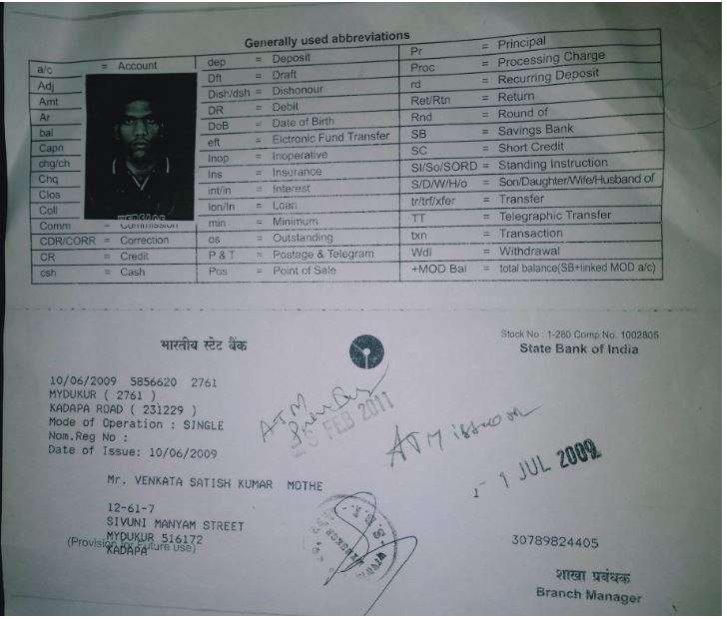 Generally used abbreviations
a/c = Account dep = Deposit Pr = Principal
Adj Dft = Draft Proc = Processing Charge
Amt Dish/dsh = Dishonour rd = Recurring Deposit
Ar DR = Debit Ret/Rtn = Return
bal DoB = Date of Birth Rnd = Round of
Capn eft = Elctronic Fund Transfer SB = Savings Bank
chg/ch Inop = Inoperative SC = Short Credit
Chq Ins = Insurance SI/So/SORD = Standing Instruction
Clos int/in = Interest S/D/W/H/o = Son/Daughter/Wife/Husband of
Coll lon/ln = Loan tr/trf/xfer = Transfer
Comm = Commission min = Minimum TT = Telegraphic Transfer
CDR/CORR = Correction os = Outstanding txn = Transaction
CR = Credit P & T = Postage & Telegram Wdl = Withdrawal
csh = Cash Pos = Point of Sale +MOD Bal = total balance(SB+linked MOD a/c)
Stock No : 1-280 Comp No. 1002805
भारतीय स्टेट बैंक State Bank of India
10/06/2009 5856620 2761
MYDUKUR ( 2761 )
KADAPA ROAD ( 231229 )
Mode of Operation : SINGLE
Nom.Reg No :
Date of Issue: 10/06/2009
ATM
FEB 2011
ATM issued
1 JUL 2009
Mr. VENKATA SATISH KUMAR MOTHE
12-61-7
SIVUNI MANYAM STREET
MYDUKUR 516172
(Provision for Future use)
KADAPA
30789824405
शाखा प्रबंधक
Branch Manager